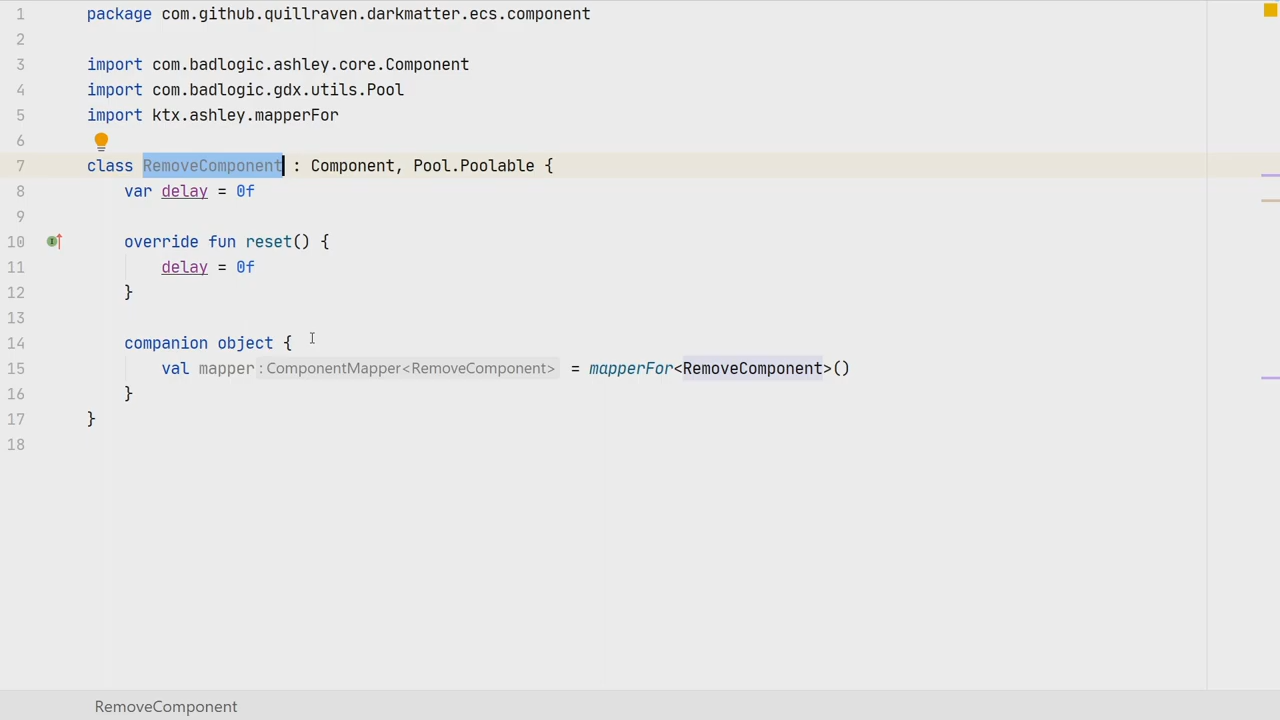 1 package com.github.quillraven.darkmatter.ecs.component
2
3 import com.badlogic.ashley.core.Component
4 import com.badlogic.gdx.utils.Pool
5 import ktx.ashley.mapperFor
6
7 class RemoveComponent : Component, Pool.Poolable {
8 var delay = 0f
9
10 override fun reset() {
11 delay = 0f
12 }
13
14 companion object {
15 val mapper : ComponentMapper<RemoveComponent> = mapperFor<RemoveComponent>()
16 }
17 }
18
RemoveComponent